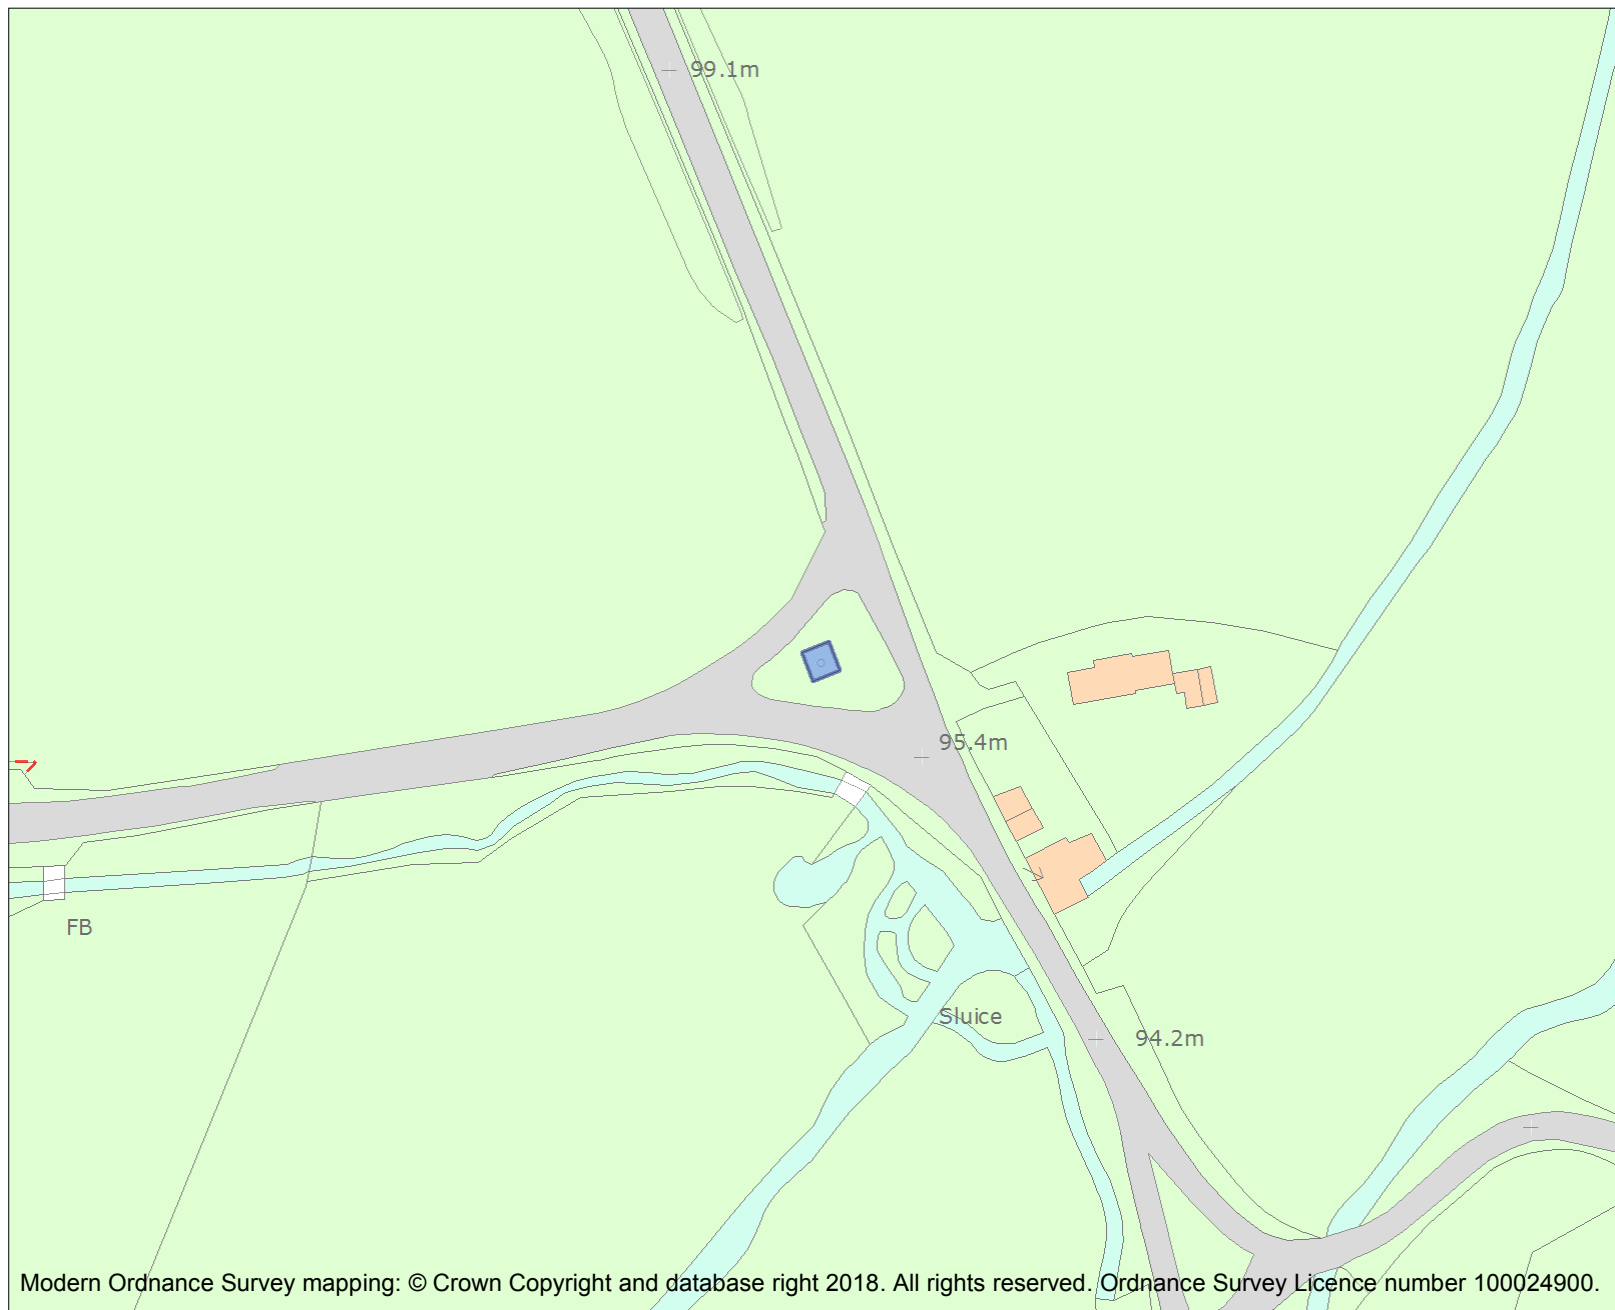 99.1m
95.4m
FB
Sluice
94.2m
Modern Ordnance Survey mapping: © Crown Copyright and database right 2018. All rights reserved. Ordnance Survey Licence number 100024900.